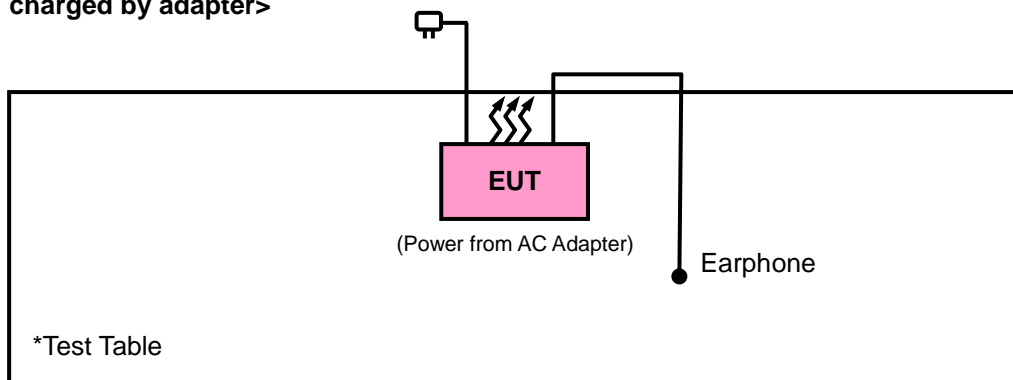 charged by adapter>
EUT
(Power from AC Adapter)
Earphone
*Test Table